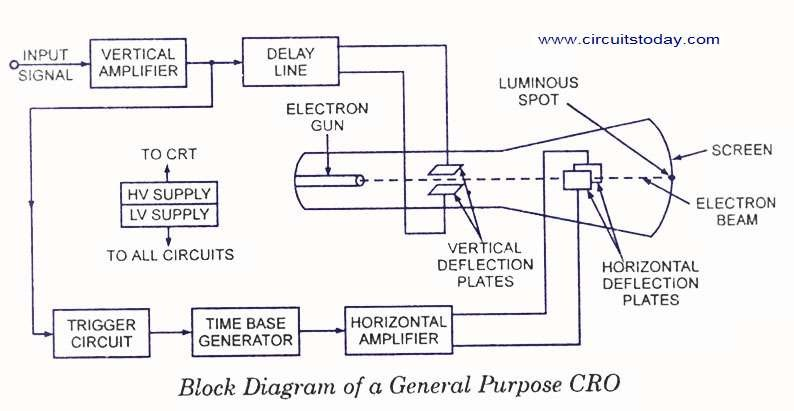 www.circuitstoday.com
INPUT
SIGNAL
VERTICAL
AMPLIFIER
DELAY
LINE
LUMINOUS
SPOT
ELECTRON
GUN
TO CRT
HV SUPPLY
LV SUPPLY
TO ALL CIRCUITS
SCREEN
ELECTRON
BEAM
VERTICAL
DEFLECTION
PLATES
HORIZONTAL
DEFLECTION
PLATES
TRIGGER
CIRCUIT
TIME BASE
GENERATOR
HORIZONTAL
AMPLIFIER
Block Diagram of a General Purpose CRO